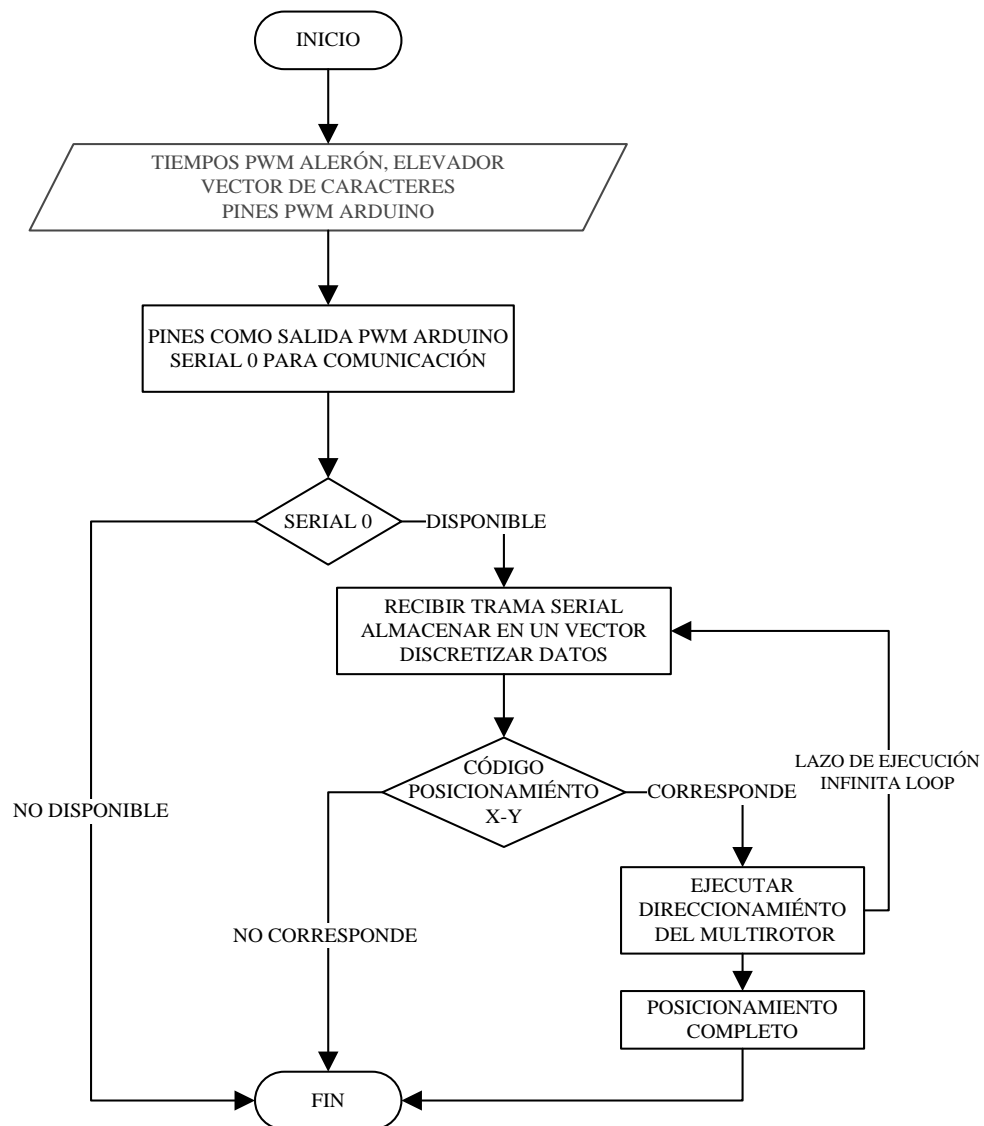 INICIO
TIEMPOS PWM ALERÓN, ELEVADOR
VECTOR DE CARACTERES
PINES PWM ARDUINO
PINES COMO SALIDA PWM ARDUINO
SERIAL 0 PARA COMUNICACIÓN
SERIAL 0
DISPONIBLE
RECIBIR TRAMA SERIAL
ALMACENAR EN UN VECTOR
DISCRETIZAR DATOS
LAZO DE EJECUCIÓN
INFINITA LOOP
CÓDIGO
POSICIONAMIÉNTO
X-Y
CORRESPONDE
NO DISPONIBLE
EJECUTAR
DIRECCIONAMIÉNTO
DEL MULTIROTOR
NO CORRESPONDE
POSICIONAMIENTO
COMPLETO
FIN